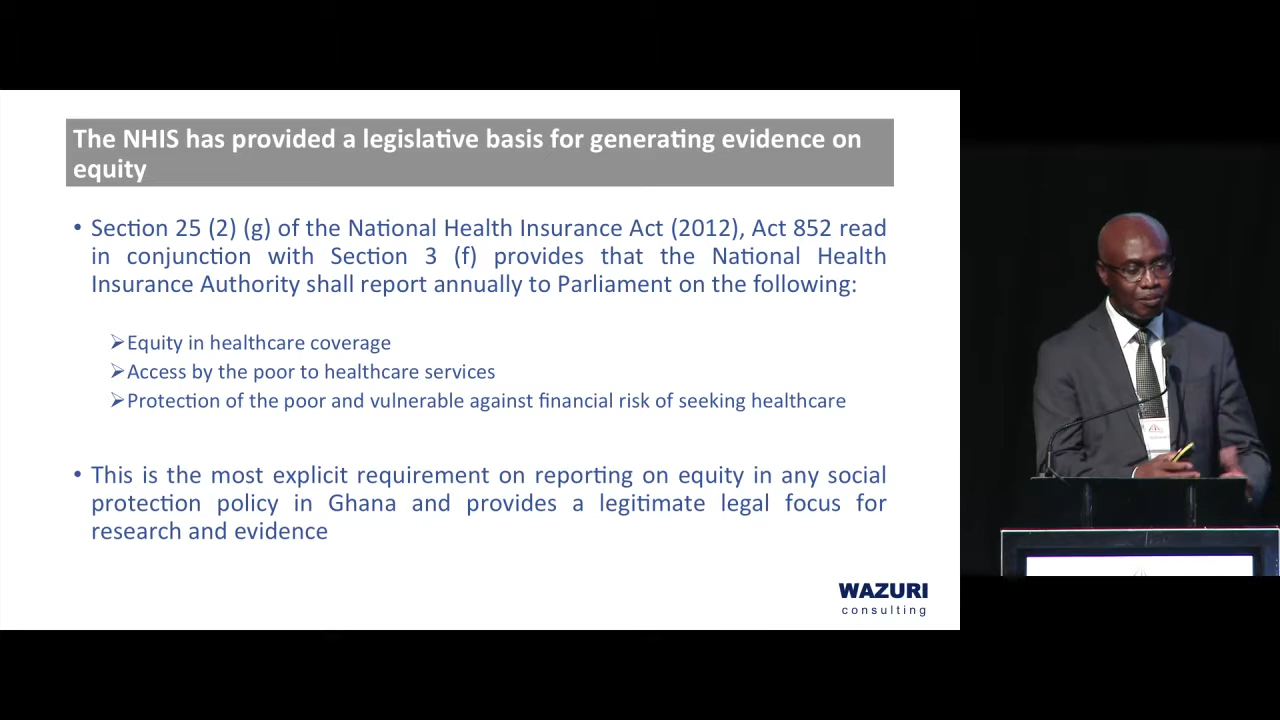 The NHIS has provided a legislative basis for generating evidence on
equity
• Section 25 (2) (g) of the National Health Insurance Act (2012), Act 852 read
in conjunction with Section 3 (f) provides that the National Health
Insurance Authority shall report annually to Parliament on the following:
➢Equity in healthcare coverage
➢Access by the poor to healthcare services
➢Protection of the poor and vulnerable against financial risk of seeking healthcare
• This is the most explicit requirement on reporting on equity in any social
protection policy in Ghana and provides a legitimate legal focus for
research and evidence
WAZURI
consulting